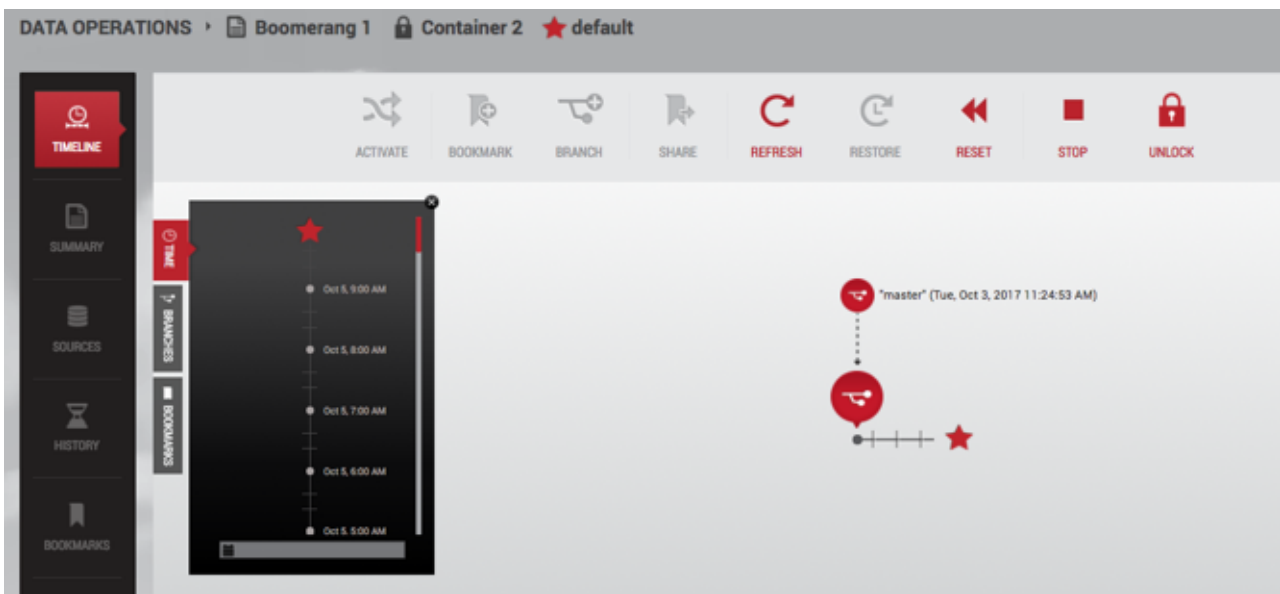 DATA OPERATIONS Boomerang 1 Container 2 default
TIMELINE
SUMMARY
SOURCES
HISTORY
BOOKMARKS
ACTIVATE BOOKMARK BRANCH SHARE REFRESH RESTORE RESET STOP UNLOCK
TIME
BRANCHES
BOOKMARKS
Oct 5, 9:00 AM
Oct 5, 8:00 AM
Oct 5, 7:00 AM
Oct 5, 6:00 AM
Oct 5, 5:00 AM
"master" (Tue, Oct 3, 2017 11:24:53 AM)